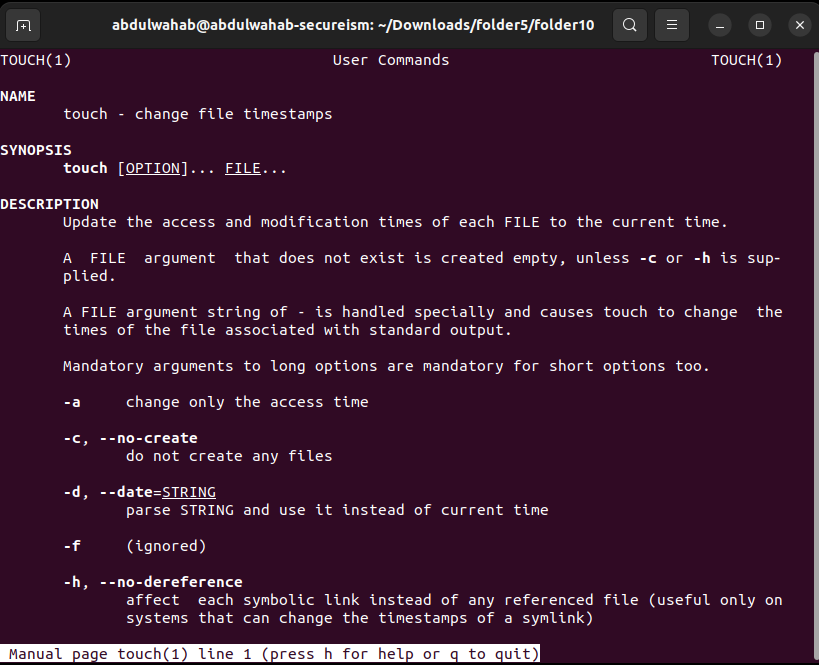 abdulwahab@abdulwahab-secureism: ~/Downloads/folder5/folder10
TOUCH(1) User Commands TOUCH(1)
NAME
touch - change file timestamps
SYNOPSIS
touch [OPTION]... FILE...
DESCRIPTION
Update the access and modification times of each FILE to the current time.
A FILE argument that does not exist is created empty, unless -c or -h is sup-
plied.
A FILE argument string of - is handled specially and causes touch to change the
times of the file associated with standard output.
Mandatory arguments to long options are mandatory for short options too.
-a change only the access time
-c, --no-create
do not create any files
-d, --date=STRING
parse STRING and use it instead of current time
-f (ignored)
-h, --no-dereference
affect each symbolic link instead of any referenced file (useful only on
systems that can change the timestamps of a symlink)
Manual page touch(1) line 1 (press h for help or q to quit)